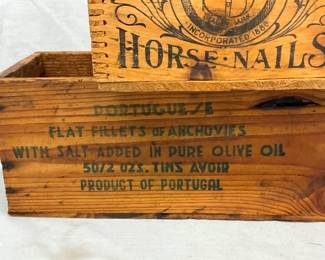 INCORPORATED 1886
HORSE·NAILS
PORTUGUESE
FLAT FILLETS OF ANCHOVIES
WITH SALT ADDED IN PURE OLIVE OIL
50/2 OZS. TINS AVOIR
PRODUCT OF PORTUGAL